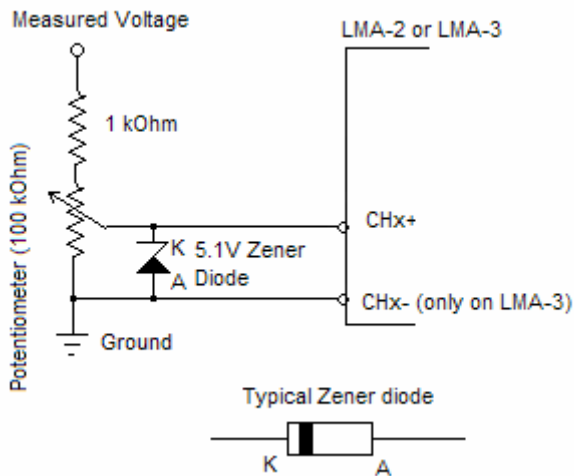 Measured Voltage
LMA-2 or LMA-3
1 kOhm
Potentiometer (100 kOhm)
CHx+
K
5.1V Zener
A
Diode
CHx- (only on LMA-3)
Ground
Typical Zener diode
K
A